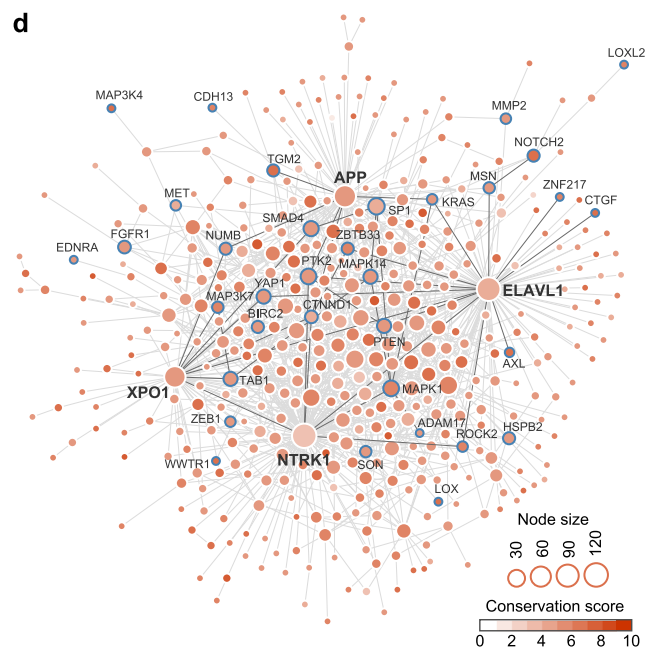 d
LOXL2
MAP3K4
CDH13
MMP2
NOTCH2
TGM2
APP
MSN
ZNF217
CTGF
MET
SP1
KRAS
SMAD4
FGFR1
NUMB
ZBTB33
EDNRA
PTK2
MAPK14
YAP1
ELAVL1
MAP3K7
CTNND1
BIRC2
PTEN
AXL
XPO1
TAB1
MAPK1
ZEB1
ADAM17
HSPB2
ROCK2
NTRK1
WWTR1
SON
LOX
Node size
30 60 90 120
Conservation score
0 2 4 6 8 10